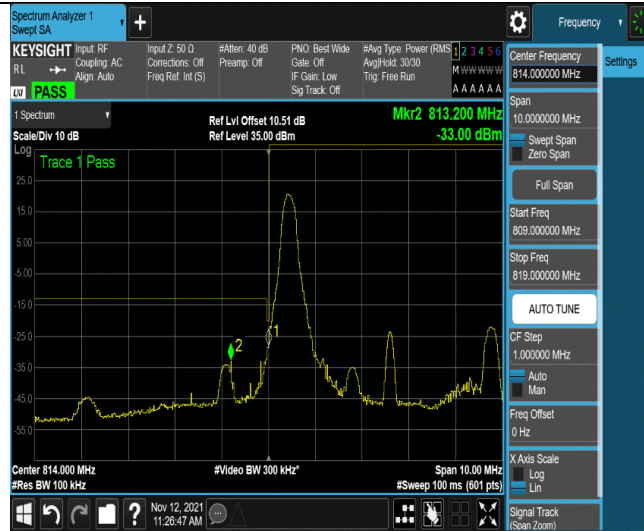 Spectrum Analyzer 1
Swept SA
+
Frequency
KEYSIGHT
RL
LXI PASS
Input: RF
Coupling: AC
Align: Auto
Input Z: 50 Ω
Corrections: Off
Freq Ref: Int (S)
#Atten: 40 dB
Preamp: Off
PNO: Best Wide
Gate: Off
IF Gain: Low
Sig Track: Off
#Avg Type: Power (RMS
Avg|Hold: 30/30
Trig: Free Run
1 2 3 4 5 6
M W W W W W
A A A A A A
1 Spectrum
Scale/Div 10 dB
Ref Lvl Offset 10.51 dB
Ref Level 35.00 dBm
Mkr2 813.200 MHz
-33.00 dBm
Log
Trace 1 Pass
25.0
15.0
5.00
-5.00
-15.0
-25.0
-35.0
-45.0
-55.0
2
1
Center 814.000 MHz
#Res BW 100 kHz
#Video BW 300 kHz*
Span 10.00 MHz
#Sweep 100 ms (601 pts)
Nov 12, 2021
11:26:47 AM
?
Center Frequency
814.000000 MHz
Span
10.0000000 MHz
Swept Span
Zero Span
Full Span
Start Freq
809.000000 MHz
Stop Freq
819.000000 MHz
AUTO TUNE
CF Step
1.000000 MHz
Auto
Man
Freq Offset
0 Hz
X Axis Scale
Log
Lin
Signal Track
(Span Zoom)
Settings